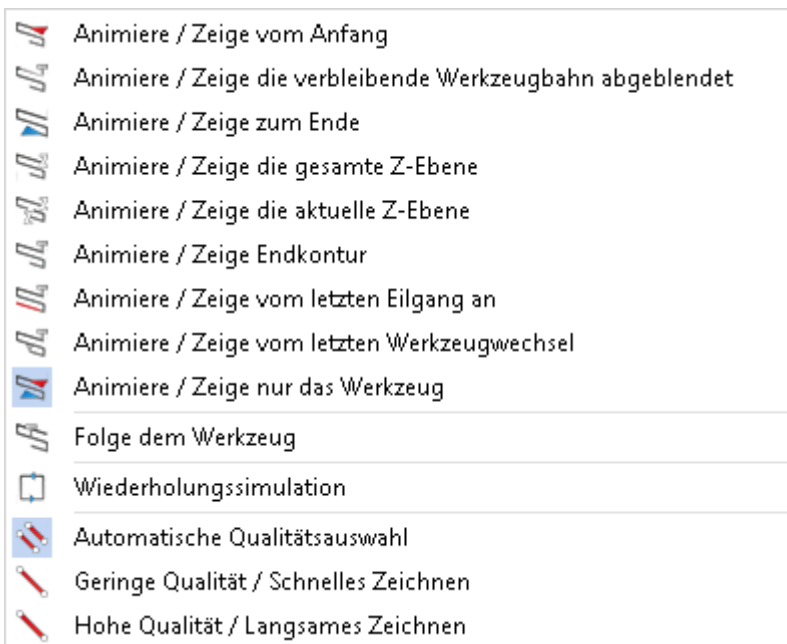 Animiere / Zeige vom Anfang
Animiere / Zeige die verbleibende Werkzeugbahn abgeblendet
Animiere / Zeige zum Ende
Animiere / Zeige die gesamte Z-Ebene
Animiere / Zeige die aktuelle Z-Ebene
Animiere / Zeige Endkontur
Animiere / Zeige vom letzten Eilgang an
Animiere / Zeige vom letzten Werkzeugwechsel
Animiere / Zeige nur das Werkzeug
Folge dem Werkzeug
Wiederholungssimulation
Automatische Qualitätsauswahl
Geringe Qualität / Schnelles Zeichnen
Hohe Qualität / Langsames Zeichnen